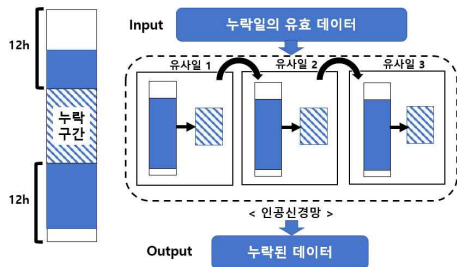 12h
누락
구간
12h
Input
누락일의 유효 데이터
유사일 1
유사일 2
유사일 3
< 인공신경망 >
Output
누락된 데이터